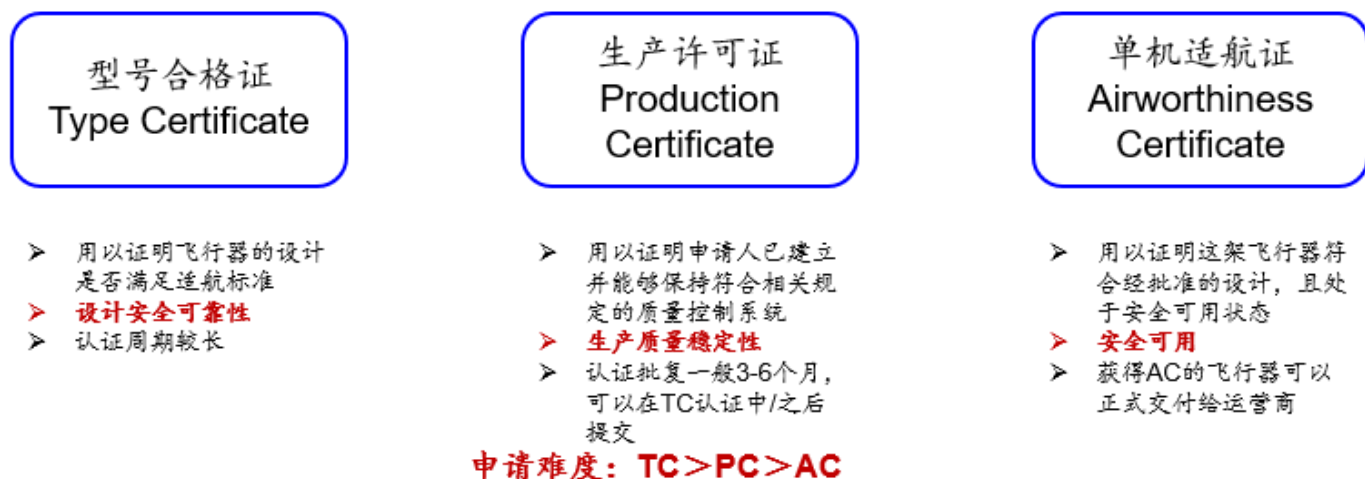 型号合格证
Type Certificate
➢ 用以证明飞行器的设计
是否满足适航标准
➢ 设计安全可靠性
➢ 认证周期较长
生产许可证
Production
Certificate
➢ 用以证明申请人已建立
并能够保持符合相关规
定的质量控制系统
➢ 生产质量稳定性
➢ 认证批复一般3-6个月，
可以在TC认证中/之后
提交
单机适航证
Airworthiness
Certificate
➢ 用以证明这架飞行器符
合经批准的设计，且处
于安全可用状态
➢ 安全可用
➢ 获得AC的飞行器可以
正式交付给运营商
申请难度：TC＞PC＞AC